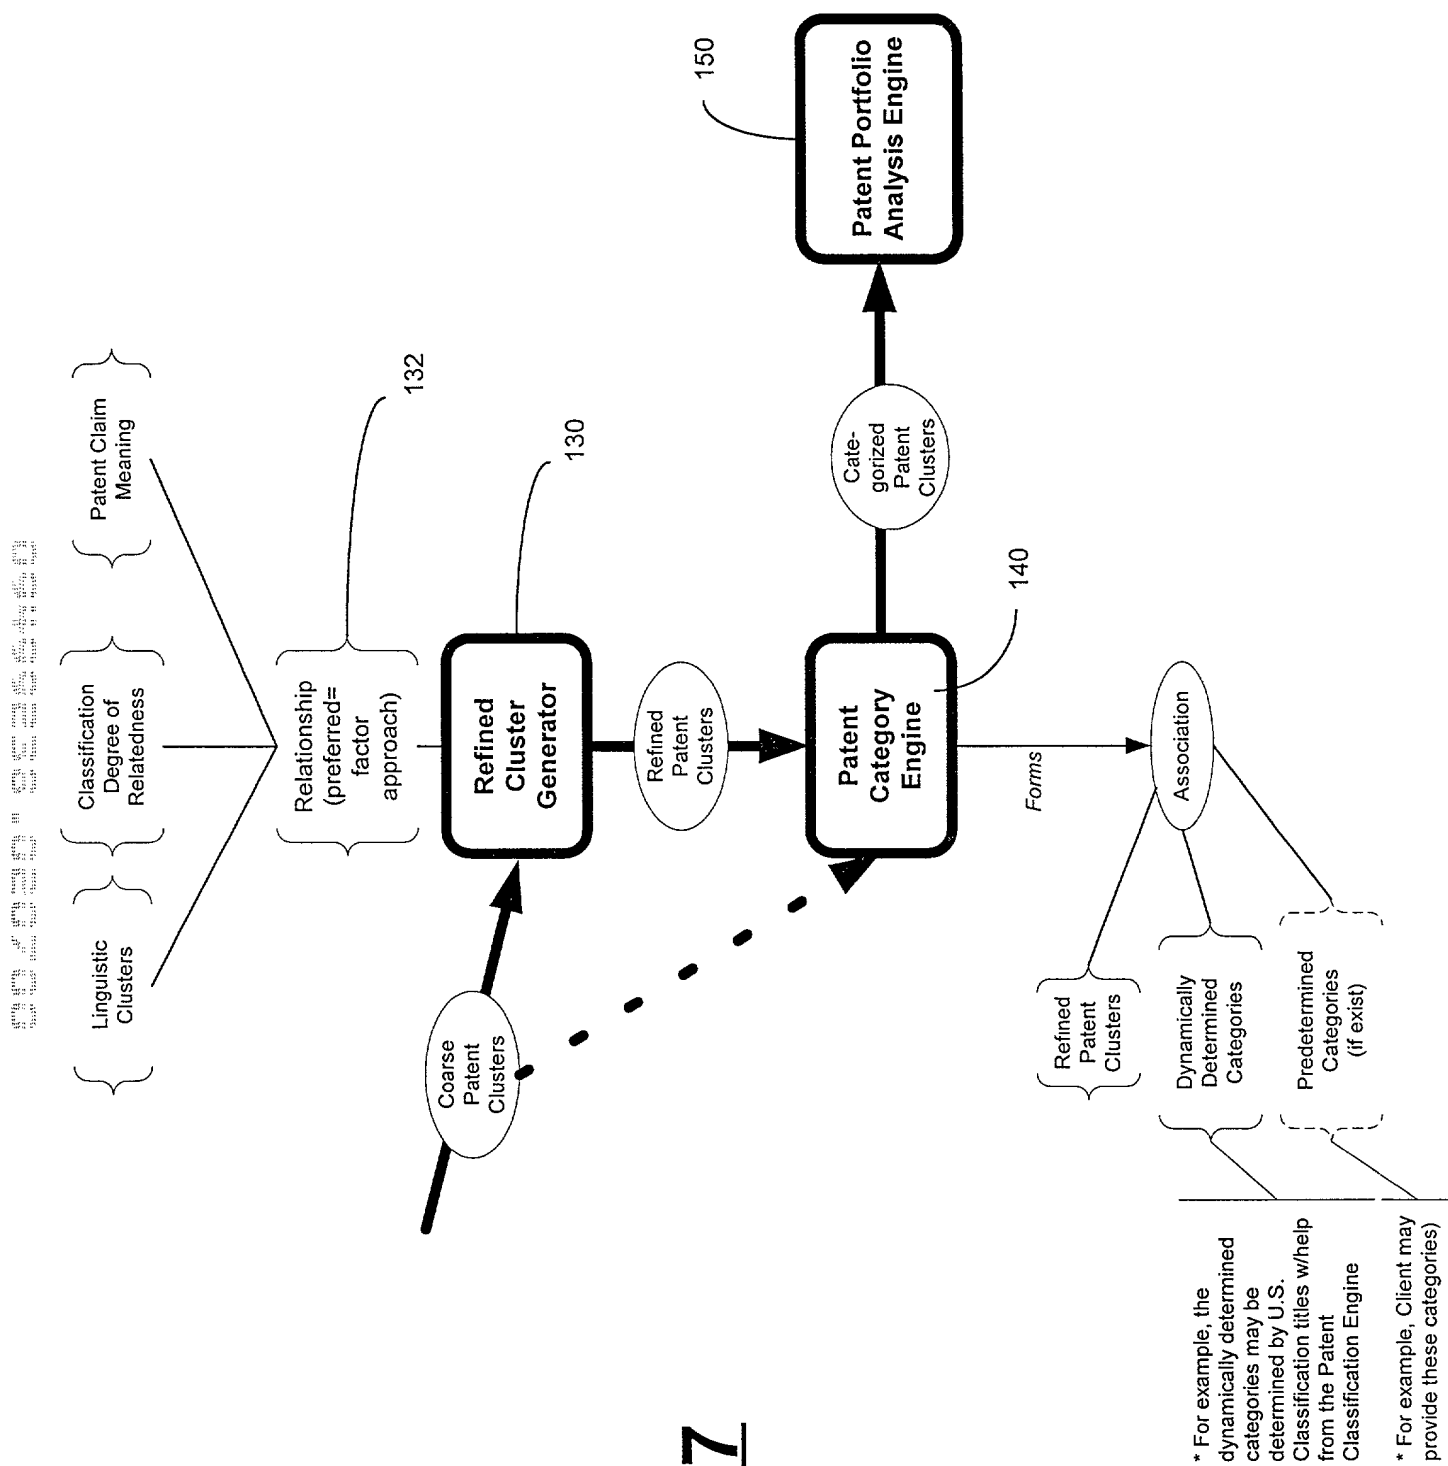 Linguistic
Clusters
Classification
Degree of
Relatedness
Patent Claim
Meaning
Relationship
(preferred=
factor
approach)
132
Coarse
Patent
Clusters
Refined
Cluster
Generator
130
Refined
Patent
Clusters
Patent
Category
Engine
140
Cate-
gorized
Patent
Clusters
Patent Portfolio
Analysis Engine
150
Forms
Association
Refined
Patent
Clusters
Dynamically
Determined
Categories
Predetermined
Categories
(if exist)
* For example, the
dynamically determined
categories may be
determined by U.S.
Classification titles w/help
from the Patent
Classification Engine
* For example, Client may
provide these categories)
7